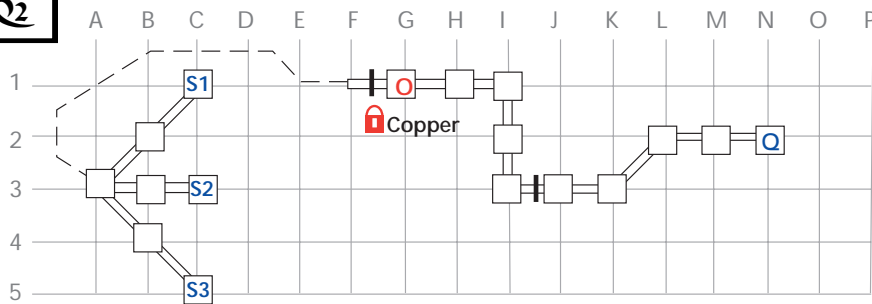 Q2
A B C D E F G H I J K L M N O P
1 S1 O
Copper
2 Q
3 S2
4
5 S3